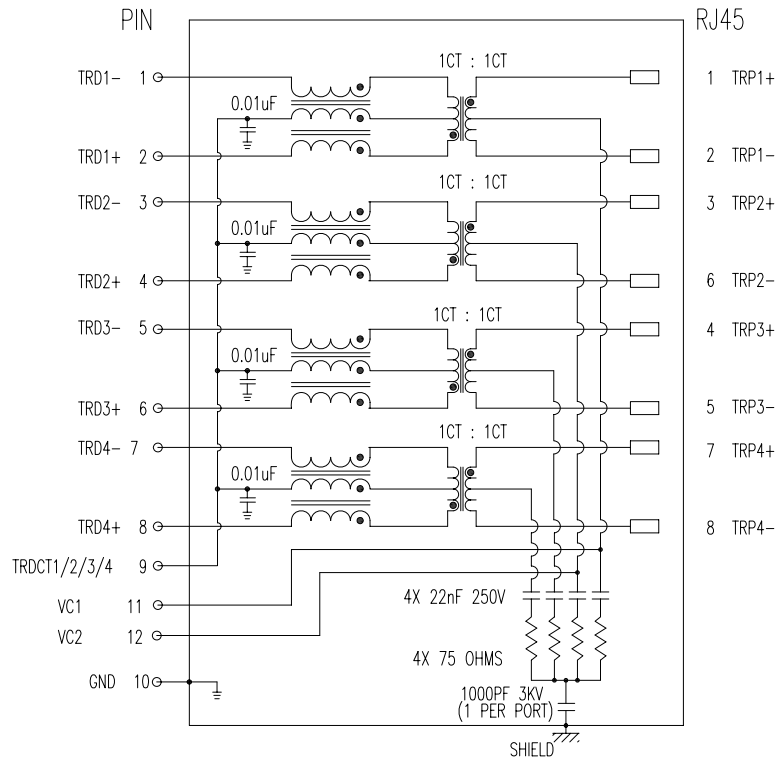 PIN
RJ45
1CT : 1CT
TRD1- 1
1 TRP1+
0.01uF
TRD1+ 2
2 TRP1-
1CT : 1CT
TRD2- 3
3 TRP2+
0.01uF
TRD2+ 4
6 TRP2-
1CT : 1CT
TRD3- 5
4 TRP3+
0.01uF
TRD3+ 6
5 TRP3-
1CT : 1CT
TRD4- 7
7 TRP4+
0.01uF
TRD4+ 8
8 TRP4-
TRDCT1/2/3/4 9
VC1 11
4X 22nF 250V
VC2 12
4X 75 OHMS
GND 10
1000PF 3KV
(1 PER PORT)
SHIELD